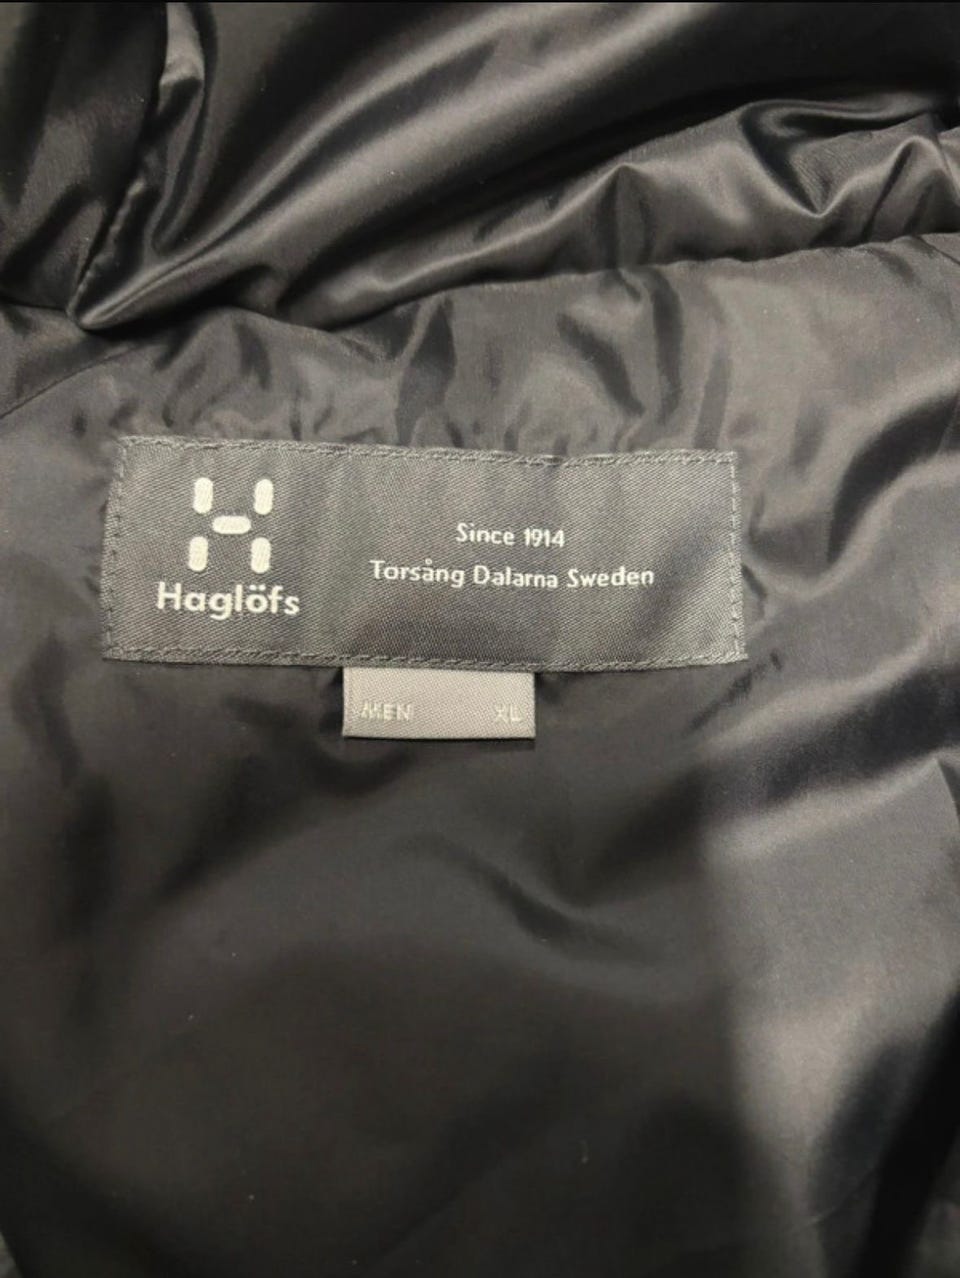 Haglöfs
Since 1914
Torsång Dalarna Sweden
MEN XL